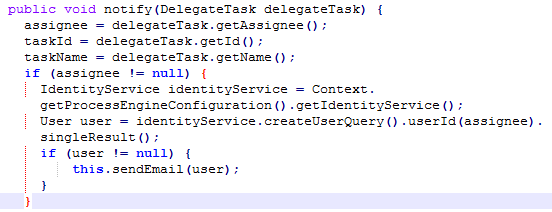 public void notify(DelegateTask delegateTask) {
assignee = delegateTask.getAssignee();
taskId = delegateTask.getId();
taskName = delegateTask.getName();
if (assignee != null) {
IdentityService identityService = Context.
getProcessEngineConfiguration().getIdentityService();
User user = identityService.createUserQuery().userId(assignee).
singleResult();
if (user != null) {
this.sendEmail(user);
}
}